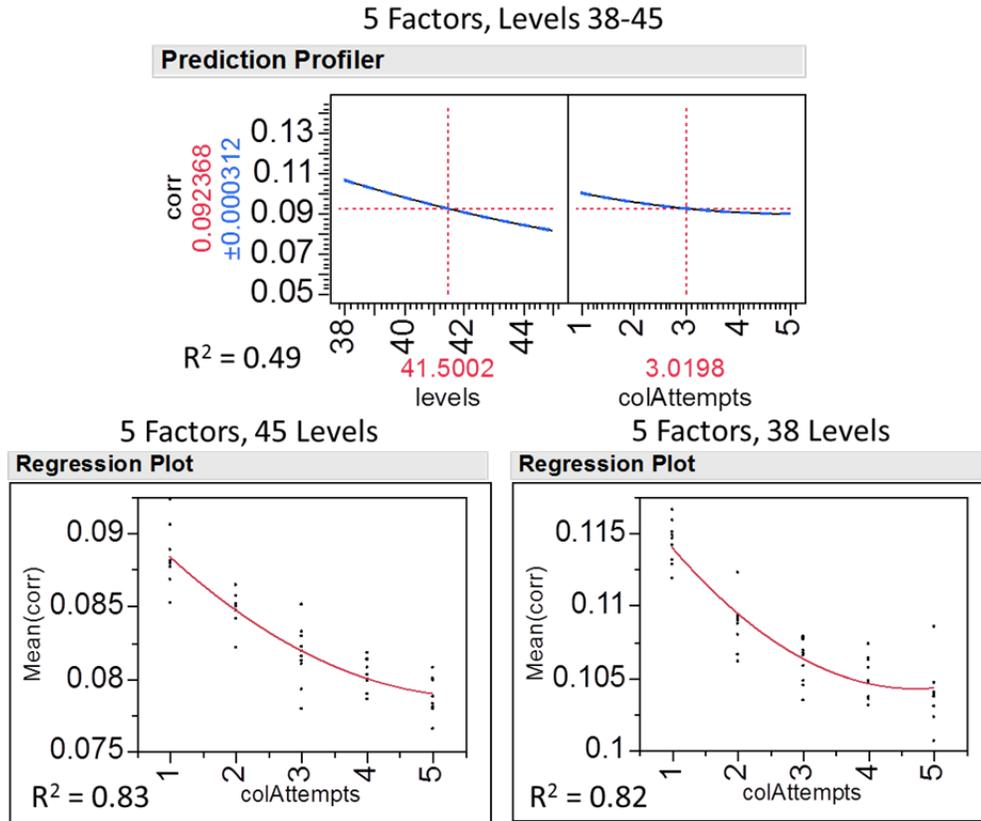 5 Factors, Levels 38-45
Prediction Profiler
corr
0.092368
±0.000312
0.13
0.11
0.09
0.07
0.05
38 40 42 44
1 2 3 4 5
R² = 0.49
41.5002
levels
3.0198
colAttempts
5 Factors, 45 Levels
Regression Plot
Mean(corr)
0.09
0.085
0.08
0.075
1 2 3 4 5
R² = 0.83
colAttempts
5 Factors, 38 Levels
Regression Plot
Mean(corr)
0.115
0.11
0.105
0.1
1 2 3 4 5
R² = 0.82
colAttempts